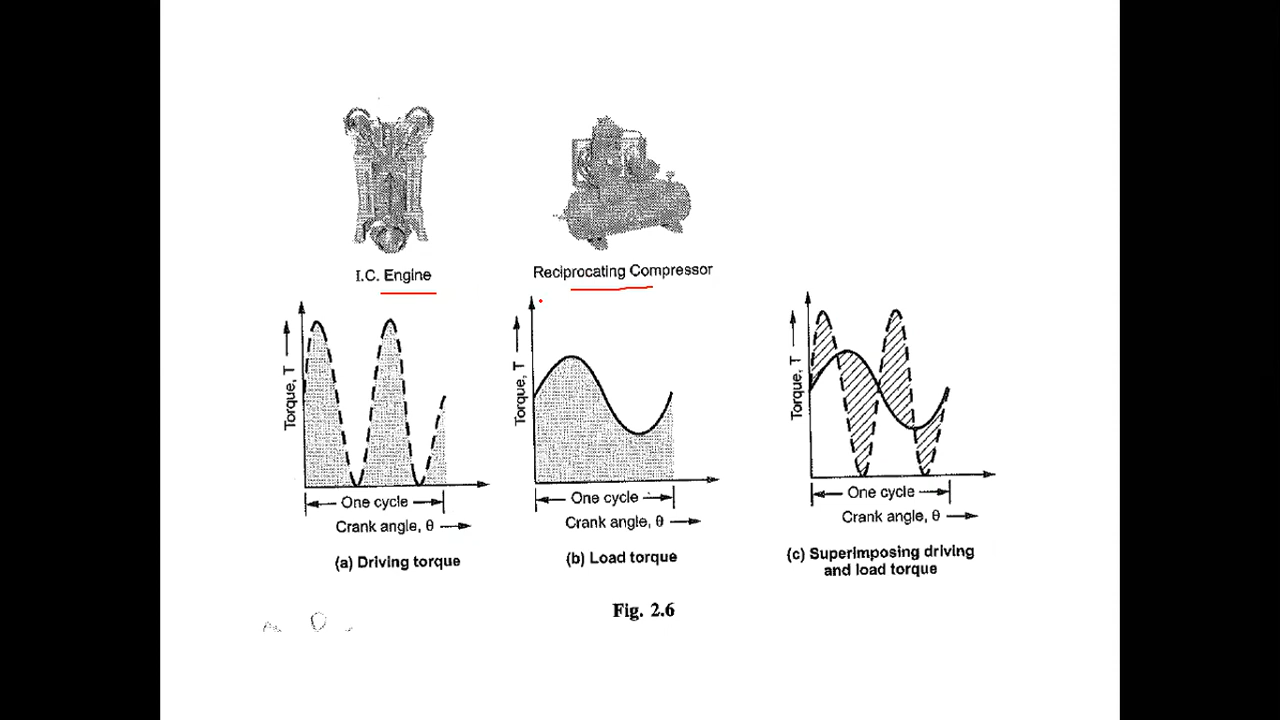 I.C. Engine
Reciprocating Compressor
Torque, T
One cycle
Crank angle, θ
(a) Driving torque
Torque, T
One cycle
Crank angle, θ
(b) Load torque
Torque, T
One cycle
Crank angle, θ
(c) Superimposing driving
and load torque
Fig. 2.6